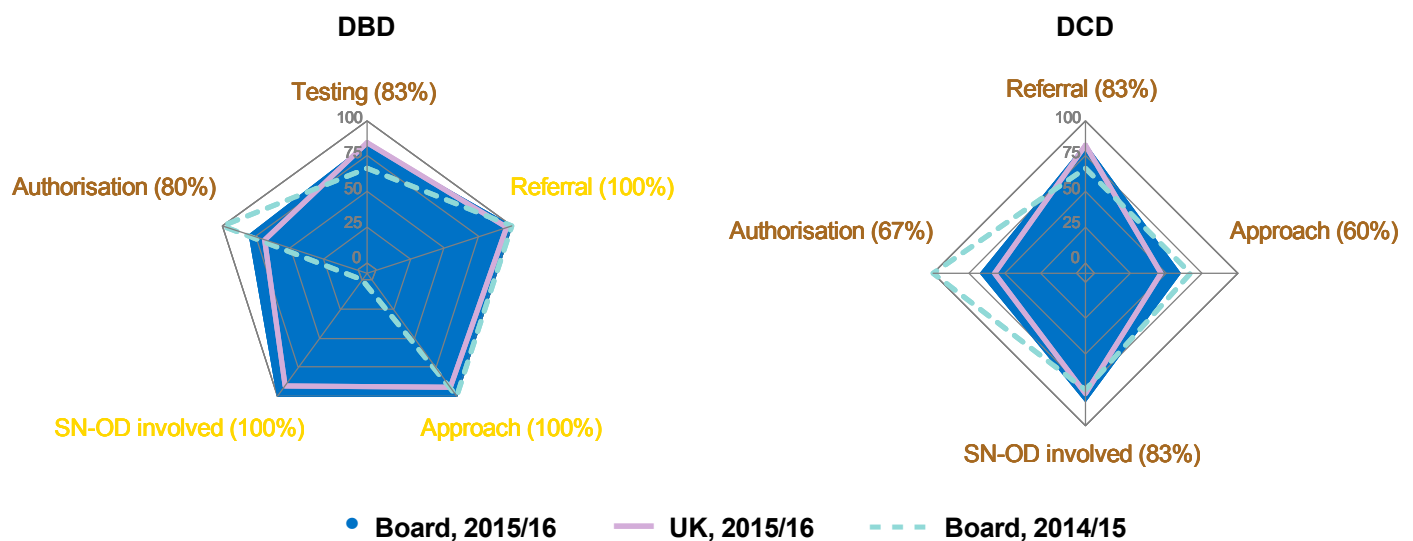 DBD
DCD
Testing (83%)
Referral (83%)
100
75
50
25
0
100
75
50
25
0
Authorisation (80%)
Referral (100%)
Authorisation (67%)
Approach (60%)
SN-OD involved (100%)
Approach (100%)
SN-OD involved (83%)
Board, 2015/16
UK, 2015/16
Board, 2014/15